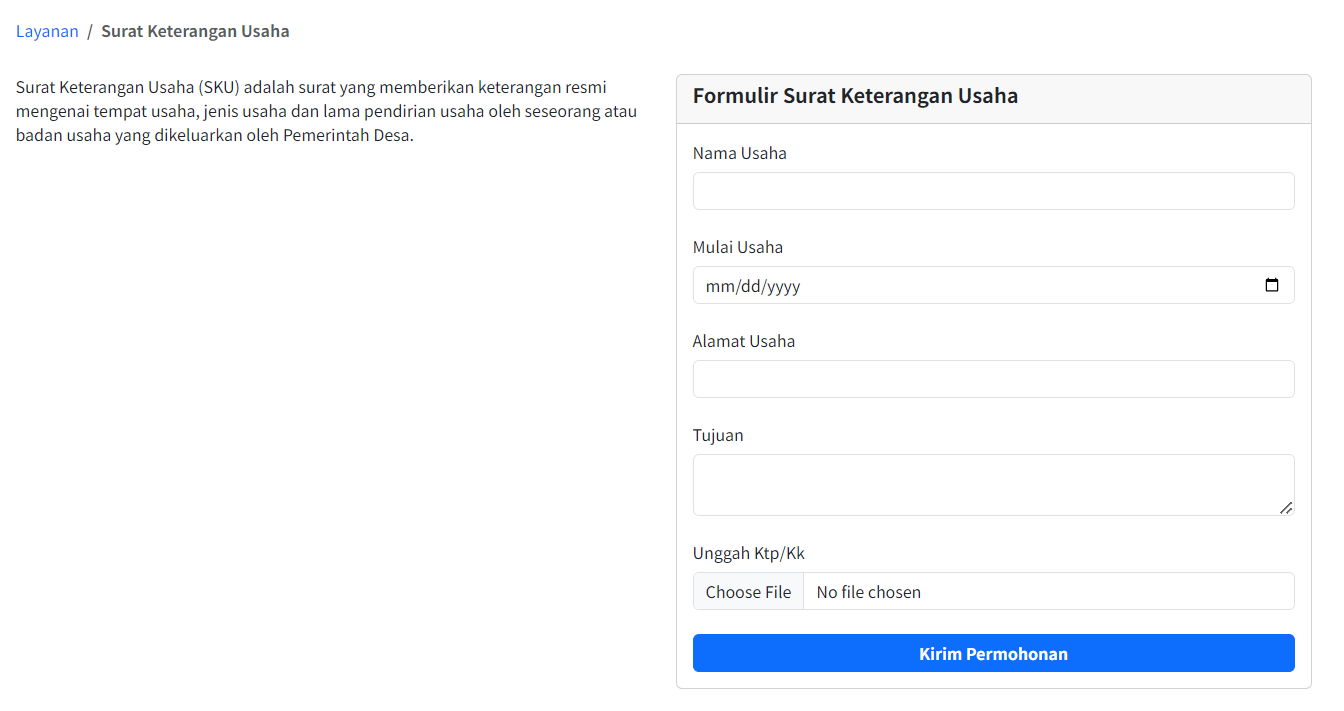 Layanan / Surat Keterangan Usaha
Surat Keterangan Usaha (SKU) adalah surat yang memberikan keterangan resmi
mengenai tempat usaha, jenis usaha dan lama pendirian usaha oleh seseorang atau
badan usaha yang dikeluarkan oleh Pemerintah Desa.
Formulir Surat Keterangan Usaha
Nama Usaha
Mulai Usaha
mm/dd/yyyy
Alamat Usaha
Tujuan
Unggah Ktp/Kk
Choose File No file chosen
Kirim Permohonan